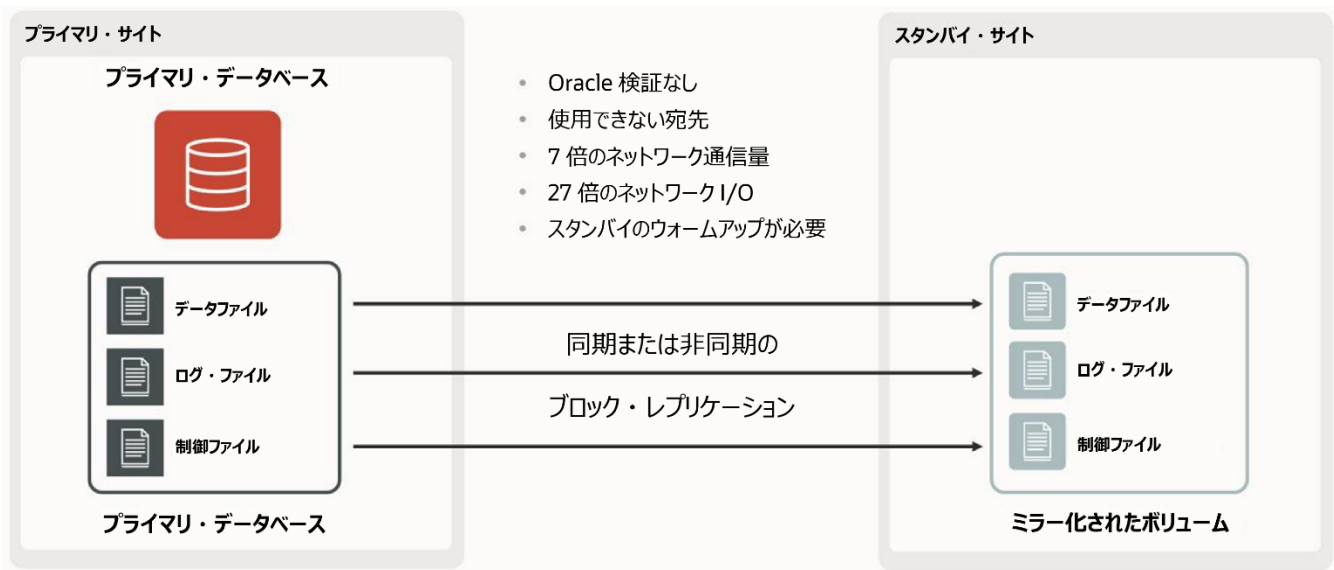 プライマリ・サイト
プライマリ・データベース
データファイル
ログ・ファイル
制御ファイル
プライマリ・データベース
• Oracle 検証なし
• 使用できない宛先
• 7 倍のネットワーク通信量
• 27 倍のネットワーク I/O
• スタンバイのウォームアップが必要
同期または非同期の
ブロック・レプリケーション
スタンバイ・サイト
データファイル
ログ・ファイル
制御ファイル
ミラー化されたボリューム